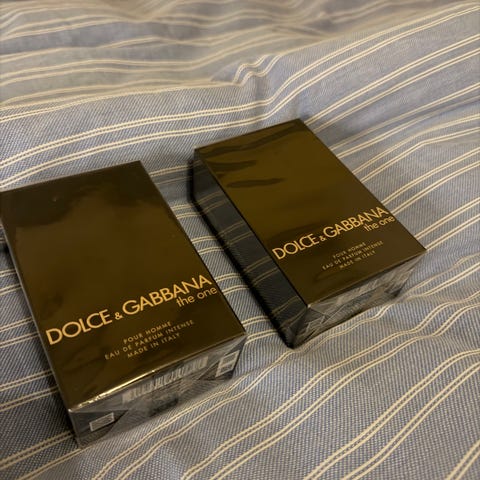 DOLCE & GABBANA
the one
POUR HOMME
EAU DE PARFUM INTENSE
MADE IN ITALY
DOLCE & GABBANA
the one
POUR HOMME
EAU DE PARFUM INTENSE
MADE IN ITALY